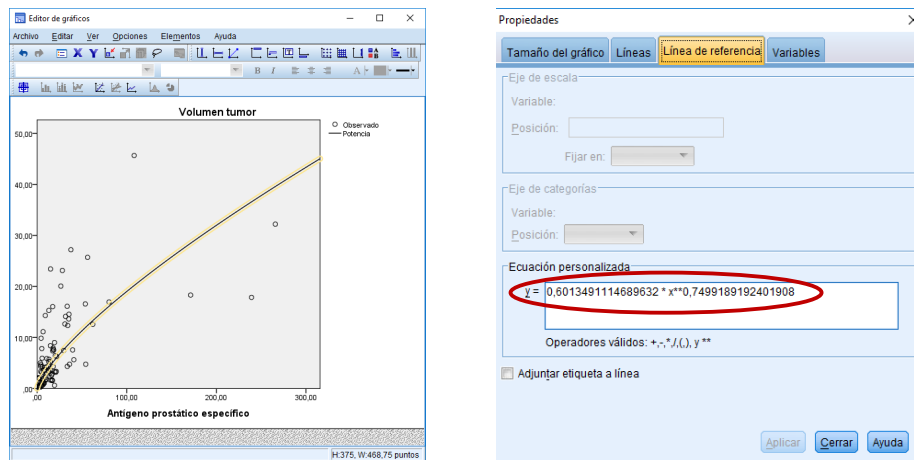 Editor de gráficos
Archivo Editar Ver Opciones Elementos Ayuda
X Y
B I
A
Volumen tumor
Observado
Potencia
50,00
40,00
30,00
20,00
10,00
,00
,00 100,00 200,00 300,00
Antígeno prostático específico
H:375, W:468,75 puntos
Propiedades
Tamaño del gráfico Líneas Línea de referencia Variables
Eje de escala
Variable:
Posición:
Fijar en:
Eje de categorías
Variable:
Posición:
Ecuación personalizada
y = 0,6013491114689632 * x**0,7499189192401908
Operadores válidos: +,-,*,/,(,), y **
Adjuntar etiqueta a línea
Aplicar Cerrar Ayuda